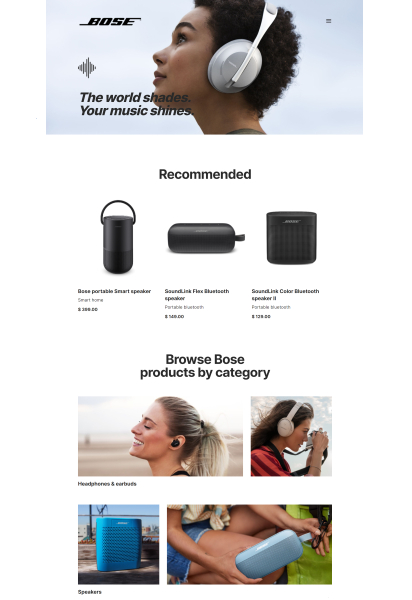 BOSE
The world shades.
Your music shines.
Recommended
Bose portable Smart speaker
Smart home
$ 399.00
SoundLink Flex Bluetooth
speaker
Portable bluetooth
$ 149.00
SoundLink Color Bluetooth
speaker II
Portable bluetooth
$ 129.00
Browse Bose
products by category
Headphones & earbuds
Speakers